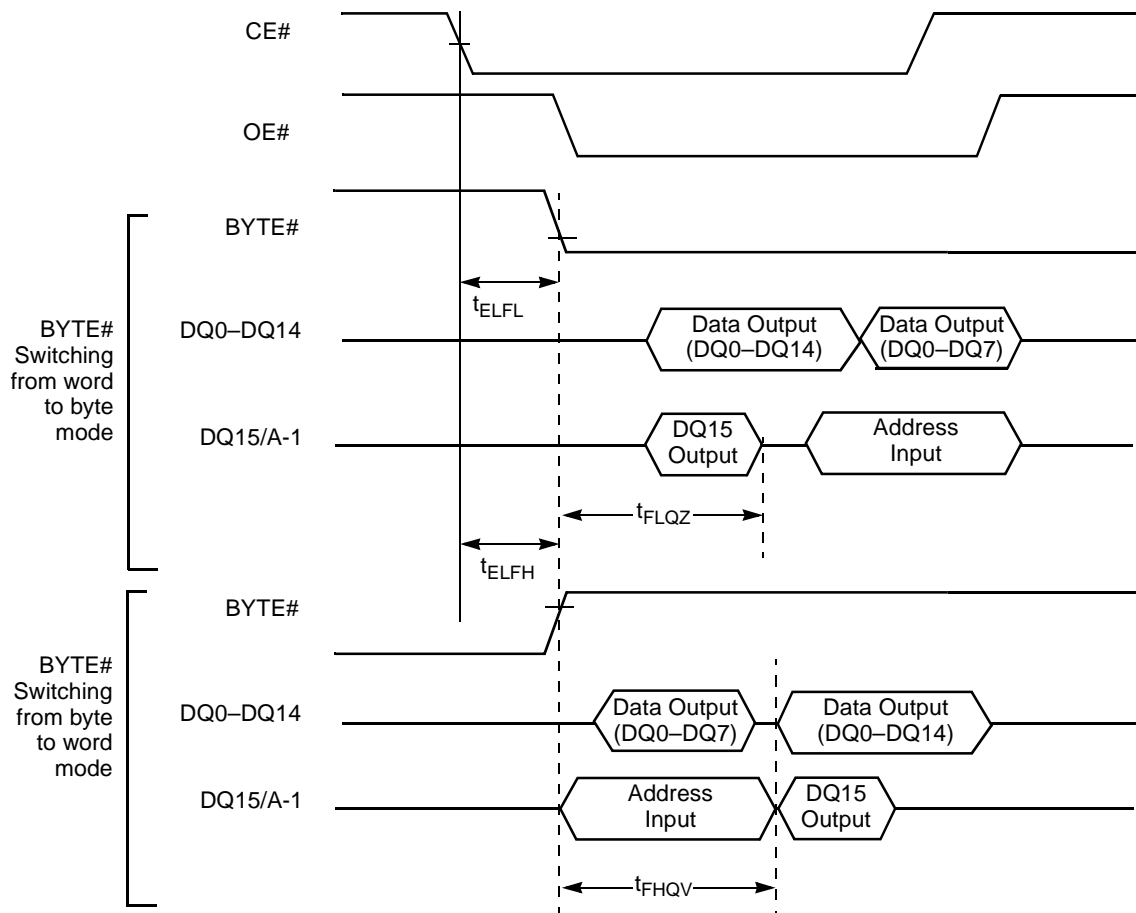 CE#
OE#
BYTE#
tELFL
BYTE#
Switching
from word
to byte
mode
DQ0–DQ14
Data Output
(DQ0–DQ14)
Data Output
(DQ0–DQ7)
DQ15/A-1
DQ15
Output
Address
Input
tFLQZ
tELFH
BYTE#
BYTE#
Switching
from byte
to word
mode
DQ0–DQ14
Data Output
(DQ0–DQ7)
Data Output
(DQ0–DQ14)
DQ15/A-1
Address
Input
DQ15
Output
tFHQV